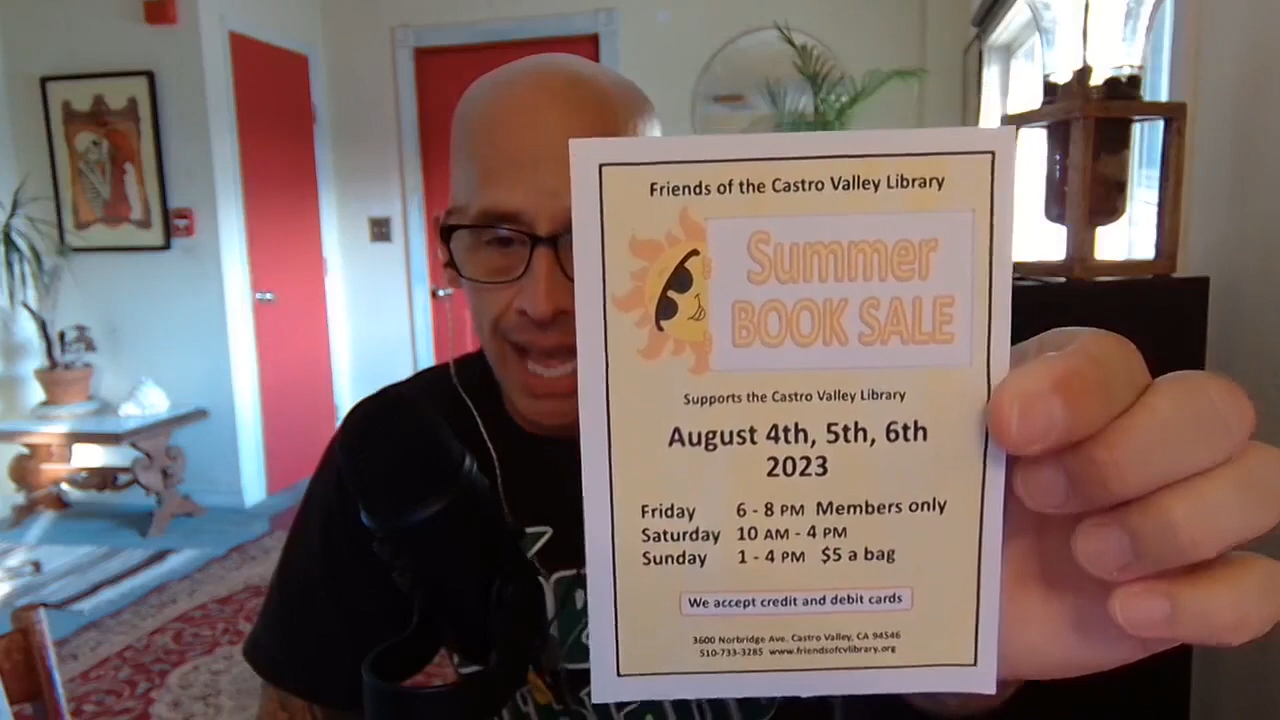 Friends of the Castro Valley Library
Summer
BOOK SALE
Supports the Castro Valley Library
August 4th, 5th, 6th
2023
Friday 6 - 8 PM Members only
Saturday 10 AM - 4 PM
Sunday 1 - 4 PM $5 a bag
We accept credit and debit cards
3600 Norbridge Ave. Castro Valley, CA 94546
510-733-3285 www.friendsofcvlibrary.org